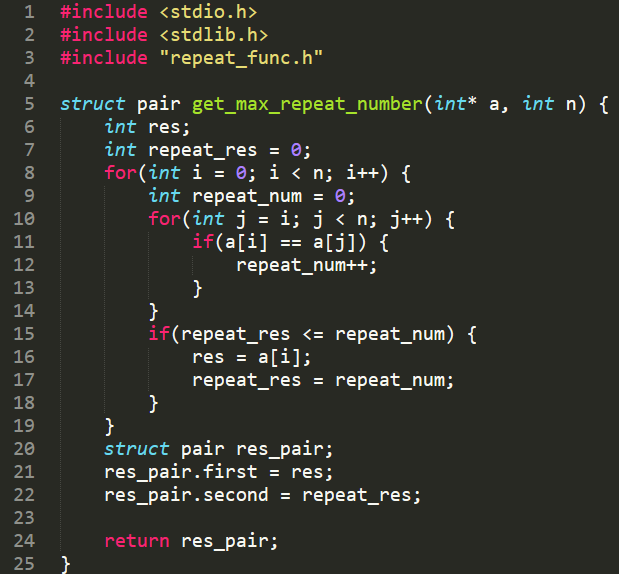 1 #include <stdio.h>
2 #include <stdlib.h>
3 #include "repeat_func.h"
4
5 struct pair get_max_repeat_number(int* a, int n) {
6     int res;
7     int repeat_res = 0;
8     for(int i = 0; i < n; i++) {
9         int repeat_num = 0;
10         for(int j = i; j < n; j++) {
11             if(a[i] == a[j]) {
12                 repeat_num++;
13             }
14         }
15         if(repeat_res <= repeat_num) {
16             res = a[i];
17             repeat_res = repeat_num;
18         }
19     }
20     struct pair res_pair;
21     res_pair.first = res;
22     res_pair.second = repeat_res;
23
24     return res_pair;
25 }